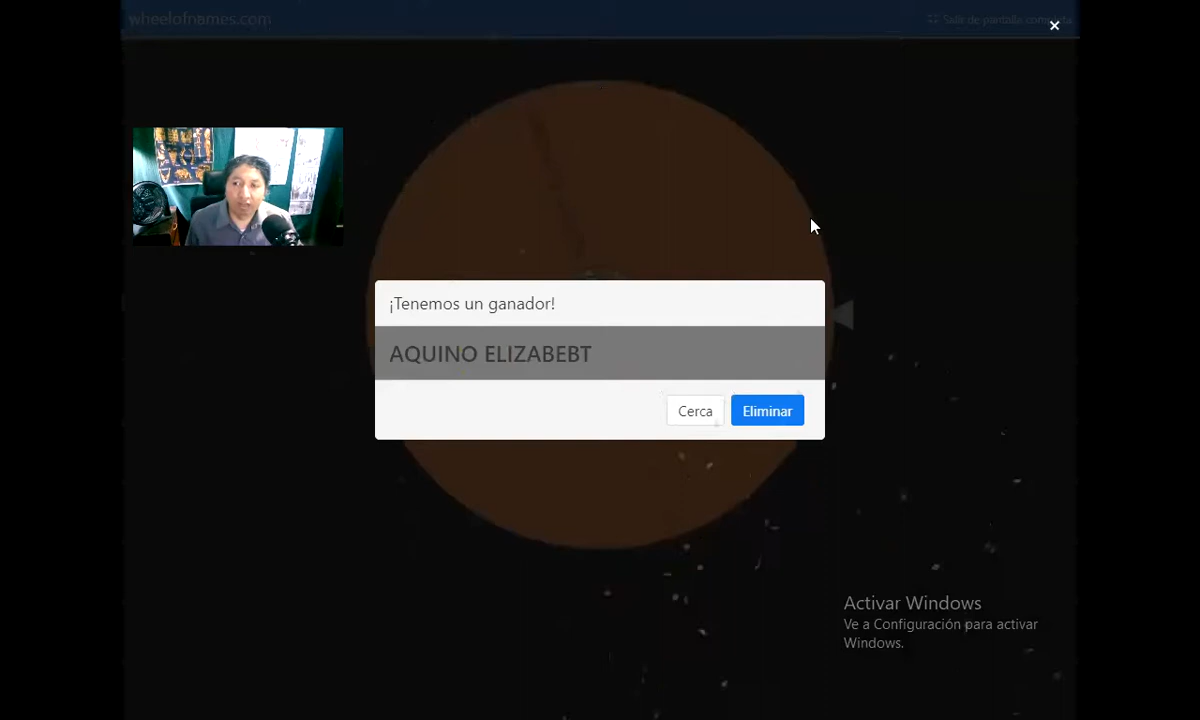 wheelofnames.com
Salir de pantalla completa
¡Tenemos un ganador!
AQUINO ELIZABEBT
Cerca
Eliminar
Activar Windows
Ve a Configuración para activar
Windows.